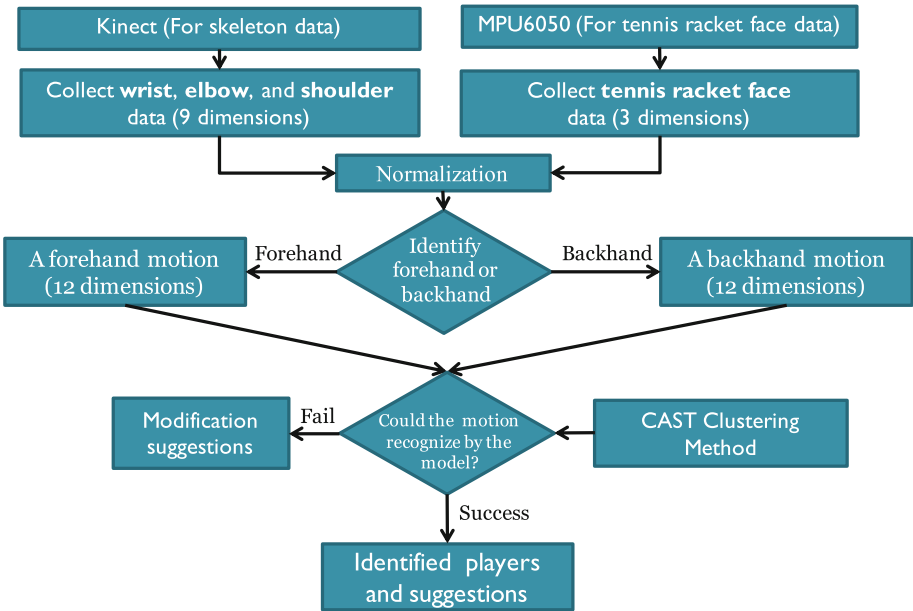 Kinect (For skeleton data)
MPU6050 (For tennis racket face data)
Collect wrist, elbow, and shoulder
data (9 dimensions)
Collect tennis racket face
data (3 dimensions)
Normalization
Identify
forehand or
backhand
Forehand
Backhand
A forehand motion
(12 dimensions)
A backhand motion
(12 dimensions)
Could the motion
recognize by the
model?
Fail
Modification
suggestions
CAST Clustering
Method
Success
Identified players
and suggestions